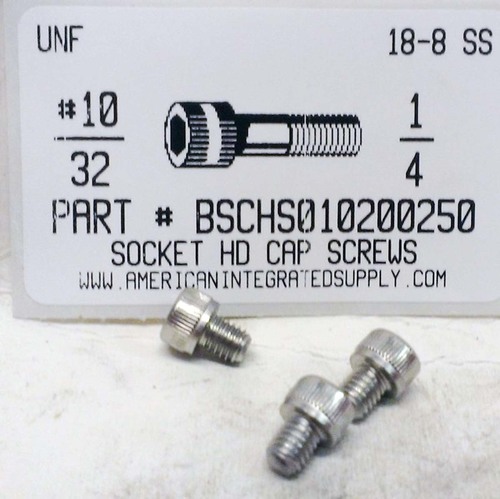 UNF 18-8 SS
#10
32
1
4
PART # BSCHS010200250
SOCKET HD CAP SCREWS
WWW.AMERICANINTEGRATEDSUPPLY.COM